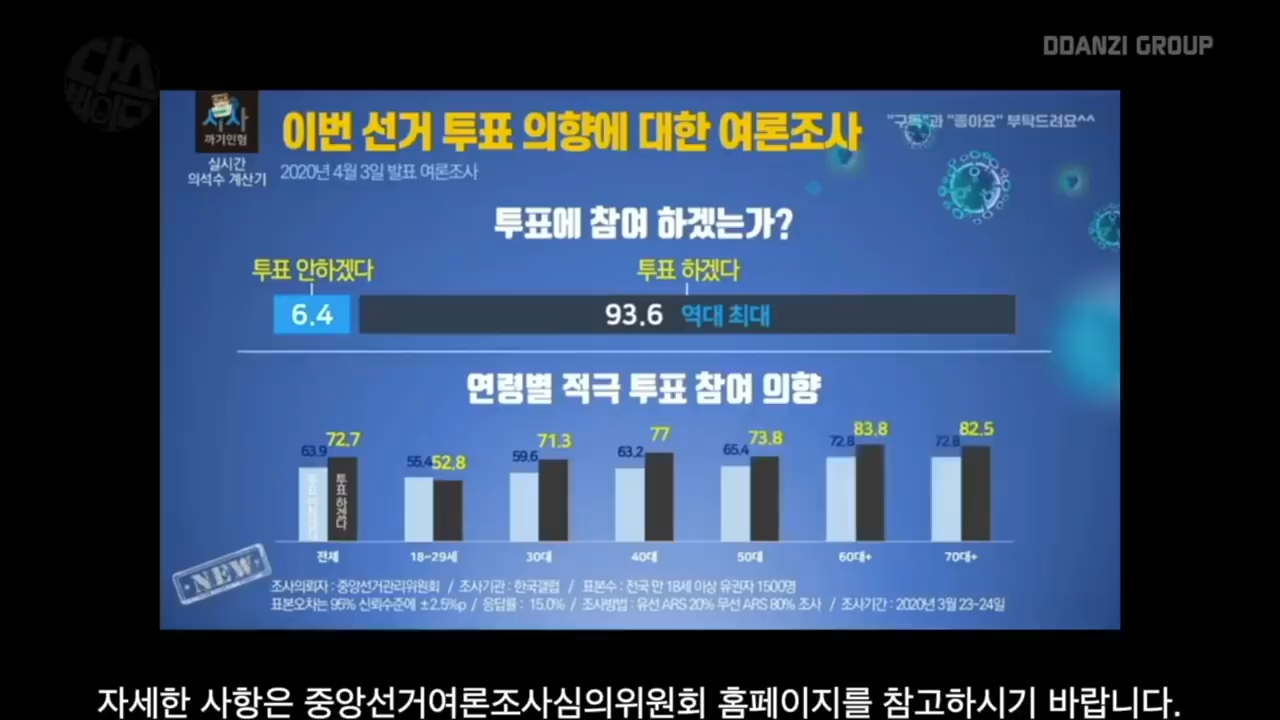 DDANZI GROUP
다스뵈이다
시사
까기인형
실시간
의석수 계산기
이번 선거 투표 의향에 대한 여론조사
"구독"과 "좋아요" 부탁드려요^^
2020년 4월 3일 발표 여론조사
투표에 참여 하겠는가?
투표 안하겠다 투표 하겠다
6.4 93.6 역대 최대
연령별 적극 투표 참여 의향
63.9 72.7 55.4 52.8 59.6 71.3 63.2 77 65.4 73.8 72.8 83.8 72.8 82.5
투표 하겠다
전체 18~29세 30대 40대 50대 60대+ 70대+
NEW
조사의뢰자 : 중앙선거관리위원회 / 조사기관 : 한국갤럽 / 표본수 : 전국 만 18세 이상 유권자 1500명
표본오차는 95% 신뢰수준에 ±2.5%p / 응답률 : 15.0% / 조사방법 : 유선 ARS 20% 무선 ARS 80% 조사 / 조사기간 : 2020년 3월 23~24일
자세한 사항은 중앙선거여론조사심의위원회 홈페이지를 참고하시기 바랍니다.